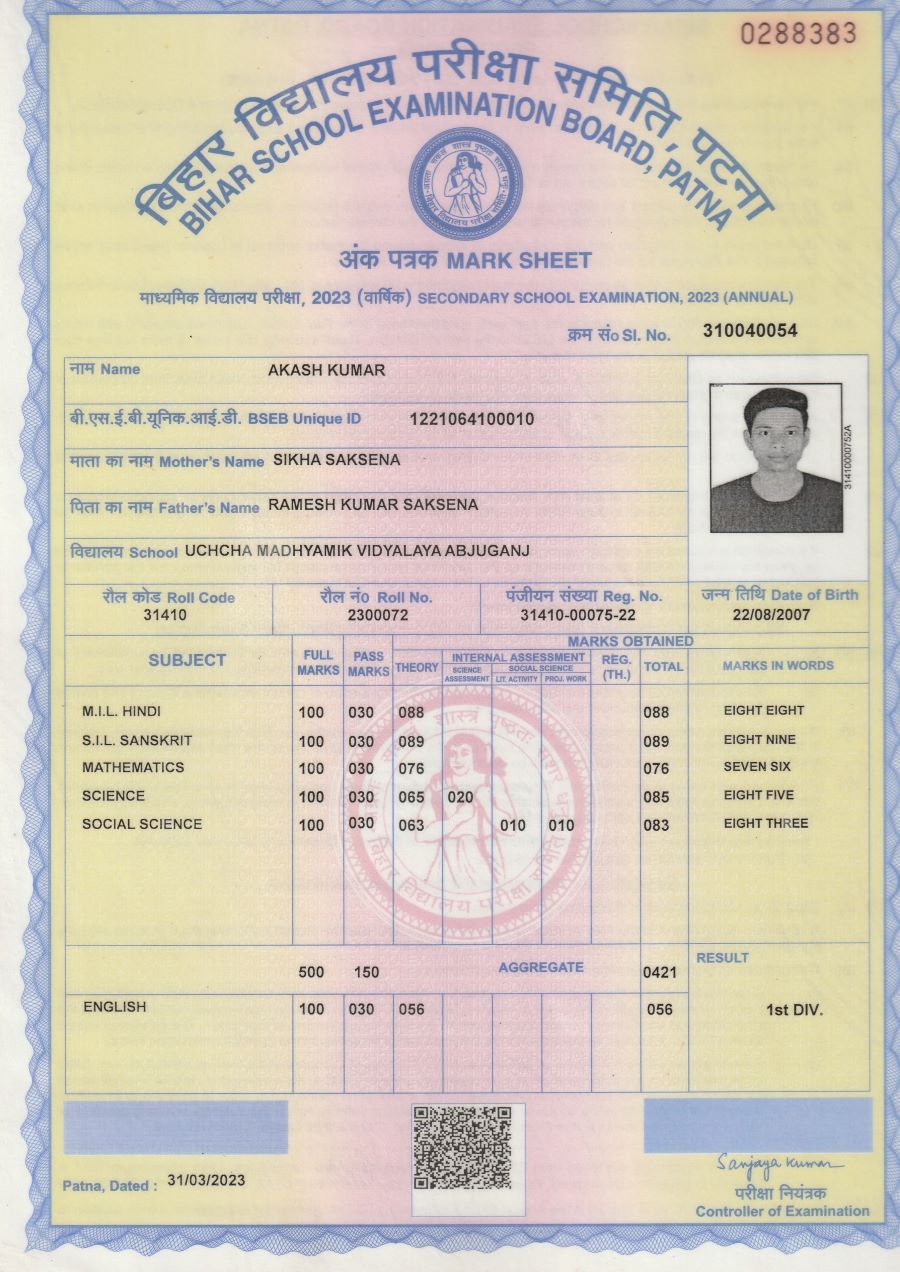 0288383
बिहार विद्यालय परीक्षा समिति, पटना
BIHAR SCHOOL EXAMINATION BOARD, PATNA
अंक पत्रक MARK SHEET
माध्यमिक विद्यालय परीक्षा, 2023 (वार्षिक) SECONDARY SCHOOL EXAMINATION, 2023 (ANNUAL)
क्रम सं० Sl. No. 310040054
नाम Name AKASH KUMAR
बी.एस.ई.बी.यूनिक.आई.डी. BSEB Unique ID 1221064100010
माता का नाम Mother's Name SIKHA SAKSENA
पिता का नाम Father's Name RAMESH KUMAR SAKSENA
विद्यालय School UCHCHA MADHYAMIK VIDYALAYA ABJUGANJ
31410000752A
रौल कोड Roll Code रौल नं0 Roll No. पंजीयन संख्या Reg. No. जन्म तिथि Date of Birth
31410 2300072 31410-00075-22 22/08/2007
MARKS OBTAINED
SUBJECT FULL MARKS PASS MARKS THEORY INTERNAL ASSESSMENT REG. (TH.) TOTAL MARKS IN WORDS
SCIENCE ASSESSMENT SOCIAL SCIENCE
LIT. ACTIVITY PROJ. WORK
M.I.L. HINDI 100 030 088 088 EIGHT EIGHT
S.I.L. SANSKRIT 100 030 089 089 EIGHT NINE
MATHEMATICS 100 030 076 076 SEVEN SIX
SCIENCE 100 030 065 020 085 EIGHT FIVE
SOCIAL SCIENCE 100 030 063 010 010 083 EIGHT THREE
बिहार विद्यालय परीक्षा समिति
500 150 AGGREGATE 0421 RESULT
ENGLISH 100 030 056 056 1st DIV.
Patna, Dated : 31/03/2023
Sanjaya Kumar
परीक्षा नियंत्रक
Controller of Examination